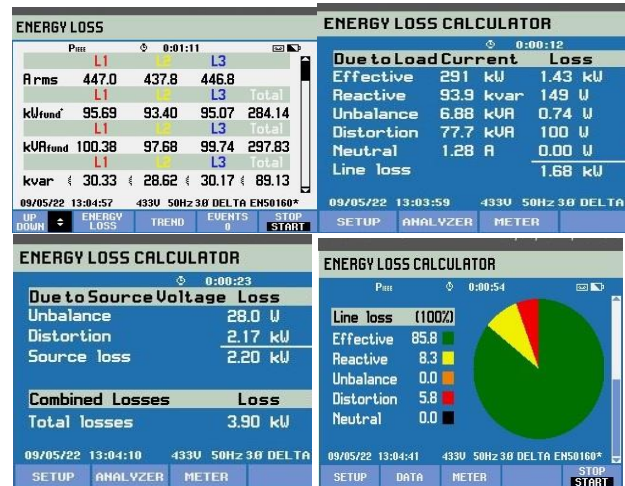 ENERGY LOSS
PIEEE 0:01:11
L1 L2 L3
A rms 447.0 437.8 446.8
L1 L2 L3 Total
kWfund 95.69 93.40 95.07 284.14
L1 L2 L3 Total
kVAfund 100.38 97.68 99.74 297.83
L1 L2 L3 Total
kvar 30.33 28.62 30.17 89.13
09/05/22 13:04:57 433V 50Hz 3Ø DELTA EN50160*
UP DOWN ENERGY LOSS TREND EVENTS 0 STOP START
ENERGY LOSS CALCULATOR
0:00:12
Due to Load Current Loss
Effective 291 kW 1.43 kW
Reactive 93.9 kvar 149 W
Unbalance 6.88 kVA 0.74 W
Distortion 77.7 kVA 100 W
Neutral 1.28 A 0.00 W
Line loss 1.68 kW
09/05/22 13:03:59 433V 50Hz 3Ø DELTA
SETUP ANALYZER METER
ENERGY LOSS CALCULATOR
0:00:23
Due to Source Voltage Loss
Unbalance 28.0 W
Distortion 2.17 kW
Source loss 2.20 kW
Combined Losses Loss
Total losses 3.90 kW
09/05/22 13:04:10 433V 50Hz 3Ø DELTA
SETUP ANALYZER METER
ENERGY LOSS CALCULATOR
PIEEE 0:00:54
Line loss (100%)
Effective 85.8
Reactive 8.3
Unbalance 0.0
Distortion 5.8
Neutral 0.0
09/05/22 13:04:41 433V 50Hz 3Ø DELTA EN50160*
SETUP DATA METER STOP START